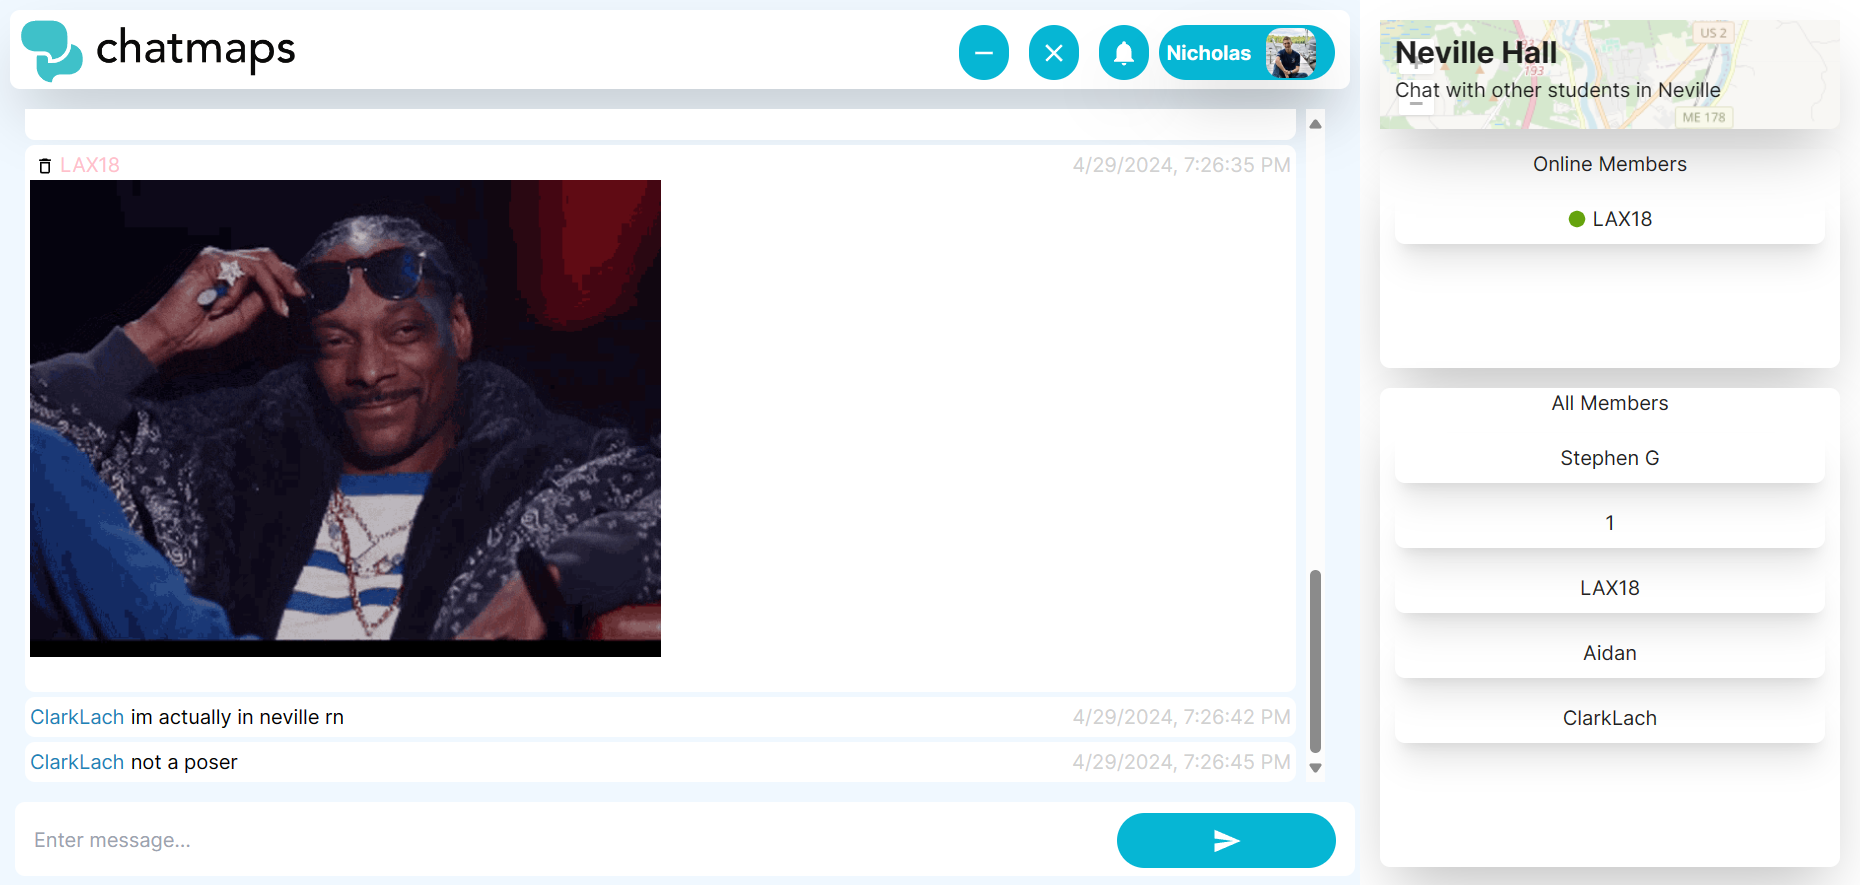 chatmaps
Nicholas
LAX18 4/29/2024, 7:26:35 PM
ClarkLach im actually in neville rn 4/29/2024, 7:26:42 PM
ClarkLach not a poser 4/29/2024, 7:26:45 PM
Enter message...
US 2
193
193
ME 178
+
−
Neville Hall
Chat with other students in Neville
Online Members
LAX18
All Members
Stephen G
1
LAX18
Aidan
ClarkLach